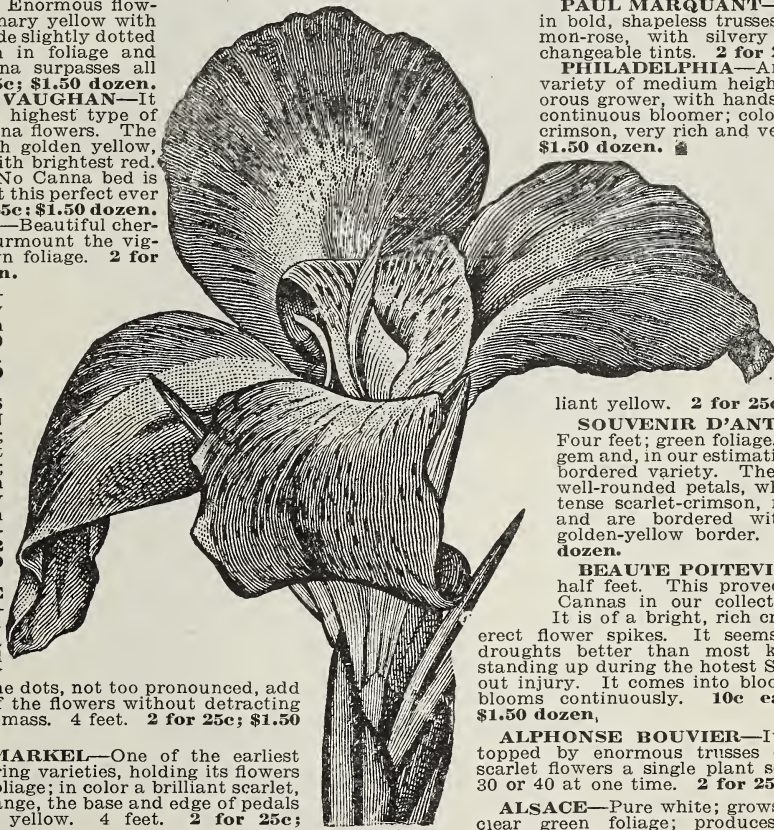 Enormous flow-
nary yellow with
de slightly dotted
n in foliage and
na surpasses all
5c; $1.50 dozen.
VAUGHAN—It
highest type of
na flowers. The
h golden yellow,
ith brightest red.
No Canna bed is
t this perfect ever
5c; $1.50 dozen.
—Beautiful cher-
urmount the vig-
n foliage. 2 for
n.
e dots, not too pronounced, add
f the flowers without detracting
mass. 4 feet. 2 for 25c; $1.50
MARKEL—One of the earliest
ring varieties, holding its flowers
oliage; in color a brilliant scarlet,
ange, the base and edge of pedals
yellow. 4 feet. 2 for 25c;
PAUL MARQUANT—
in bold, shapeless trusses
mon-rose, with silvery
changeable tints. 2 for 2
PHILADELPHIA—A
variety of medium heigh
orous grower, with hands
continuous bloomer; colo
crimson, very rich and ve
$1.50 dozen.
liant yellow. 2 for 25c
SOUVENIR D'ANT
Four feet; green foliage.
gem and, in our estimati
bordered variety. The
well-rounded petals, wh
tense scarlet-crimson,
and are bordered wit
golden-yellow border.
dozen.
BEAUTE POITEVI
half feet. This proved
Cannas in our collect
It is of a bright, rich cr
erect flower spikes. It seems
droughts better than most k
standing up during the hotest S
out injury. It comes into bloo
blooms continuously. 10c ea
$1.50 dozen,
ALPHONSE BOUVIER—I
topped by enormous trusses
scarlet flowers a single plant s
30 or 40 at one time. 2 for 25
ALSACE—Pure white; grows
clear green foliage; produces